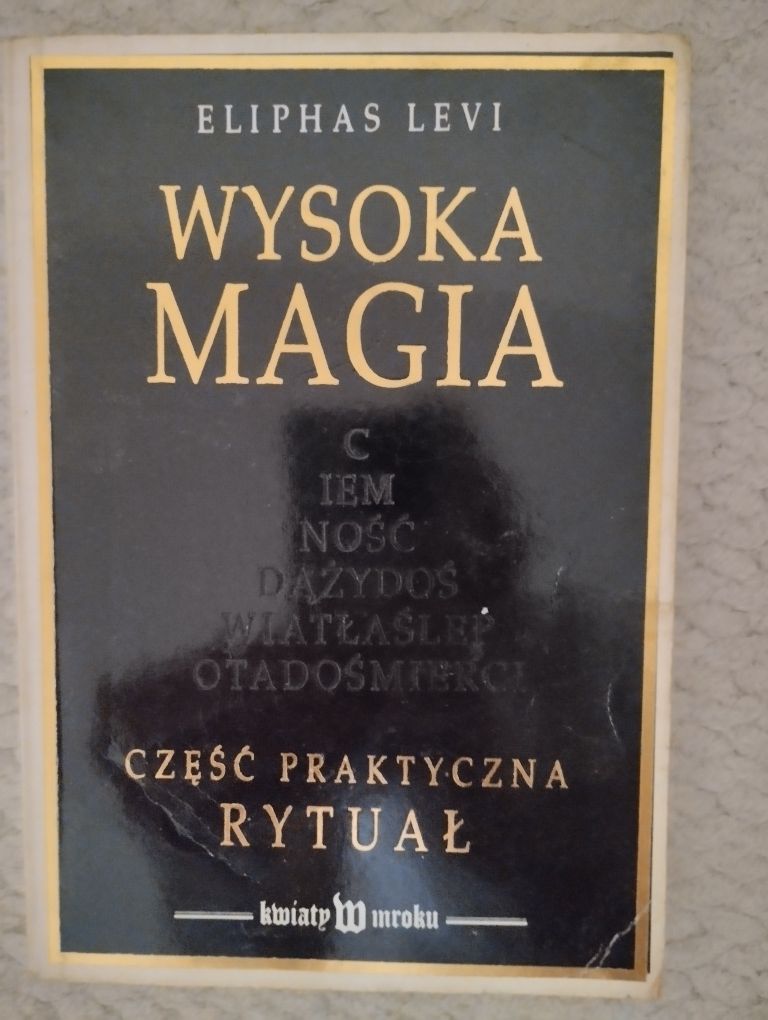 ELIPHAS LEVI
WYSOKA
MAGIA
C
IEM
NOŚĆ
DĄŻYDOŚ
WIATŁAŚLEP
OTADOŚMIERCI
CZĘŚĆ PRAKTYCZNA
RYTUAŁ
kwiaty W mroku